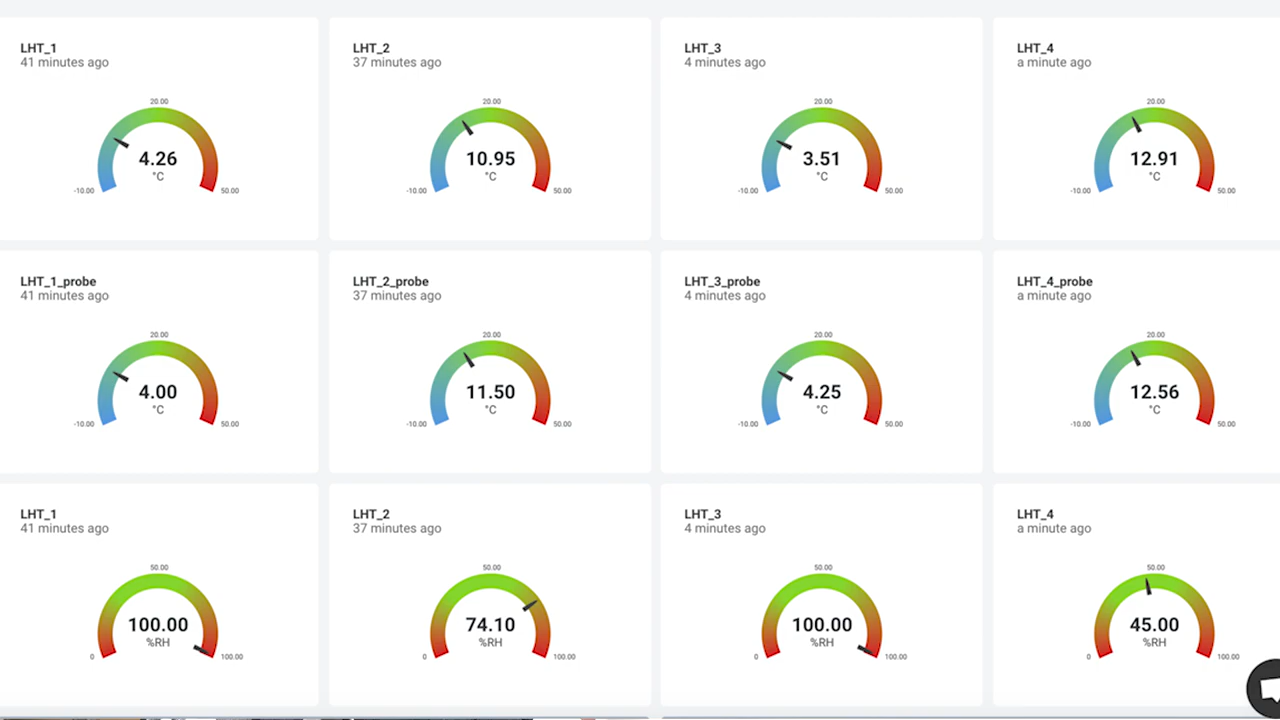 LHT_1
41 minutes ago
20.00
4.26
°C
-10.00
50.00
LHT_2
37 minutes ago
20.00
10.95
°C
-10.00
50.00
LHT_3
4 minutes ago
20.00
3.51
°C
-10.00
50.00
LHT_4
a minute ago
20.00
12.91
°C
-10.00
50.00
LHT_1_probe
41 minutes ago
20.00
4.00
°C
-10.00
50.00
LHT_2_probe
37 minutes ago
20.00
11.50
°C
-10.00
50.00
LHT_3_probe
4 minutes ago
20.00
4.25
°C
-10.00
50.00
LHT_4_probe
a minute ago
20.00
12.56
°C
-10.00
50.00
LHT_1
41 minutes ago
50.00
100.00
%RH
0
100.00
LHT_2
37 minutes ago
50.00
74.10
%RH
0
100.00
LHT_3
4 minutes ago
50.00
100.00
%RH
0
100.00
LHT_4
a minute ago
50.00
45.00
%RH
0
100.00